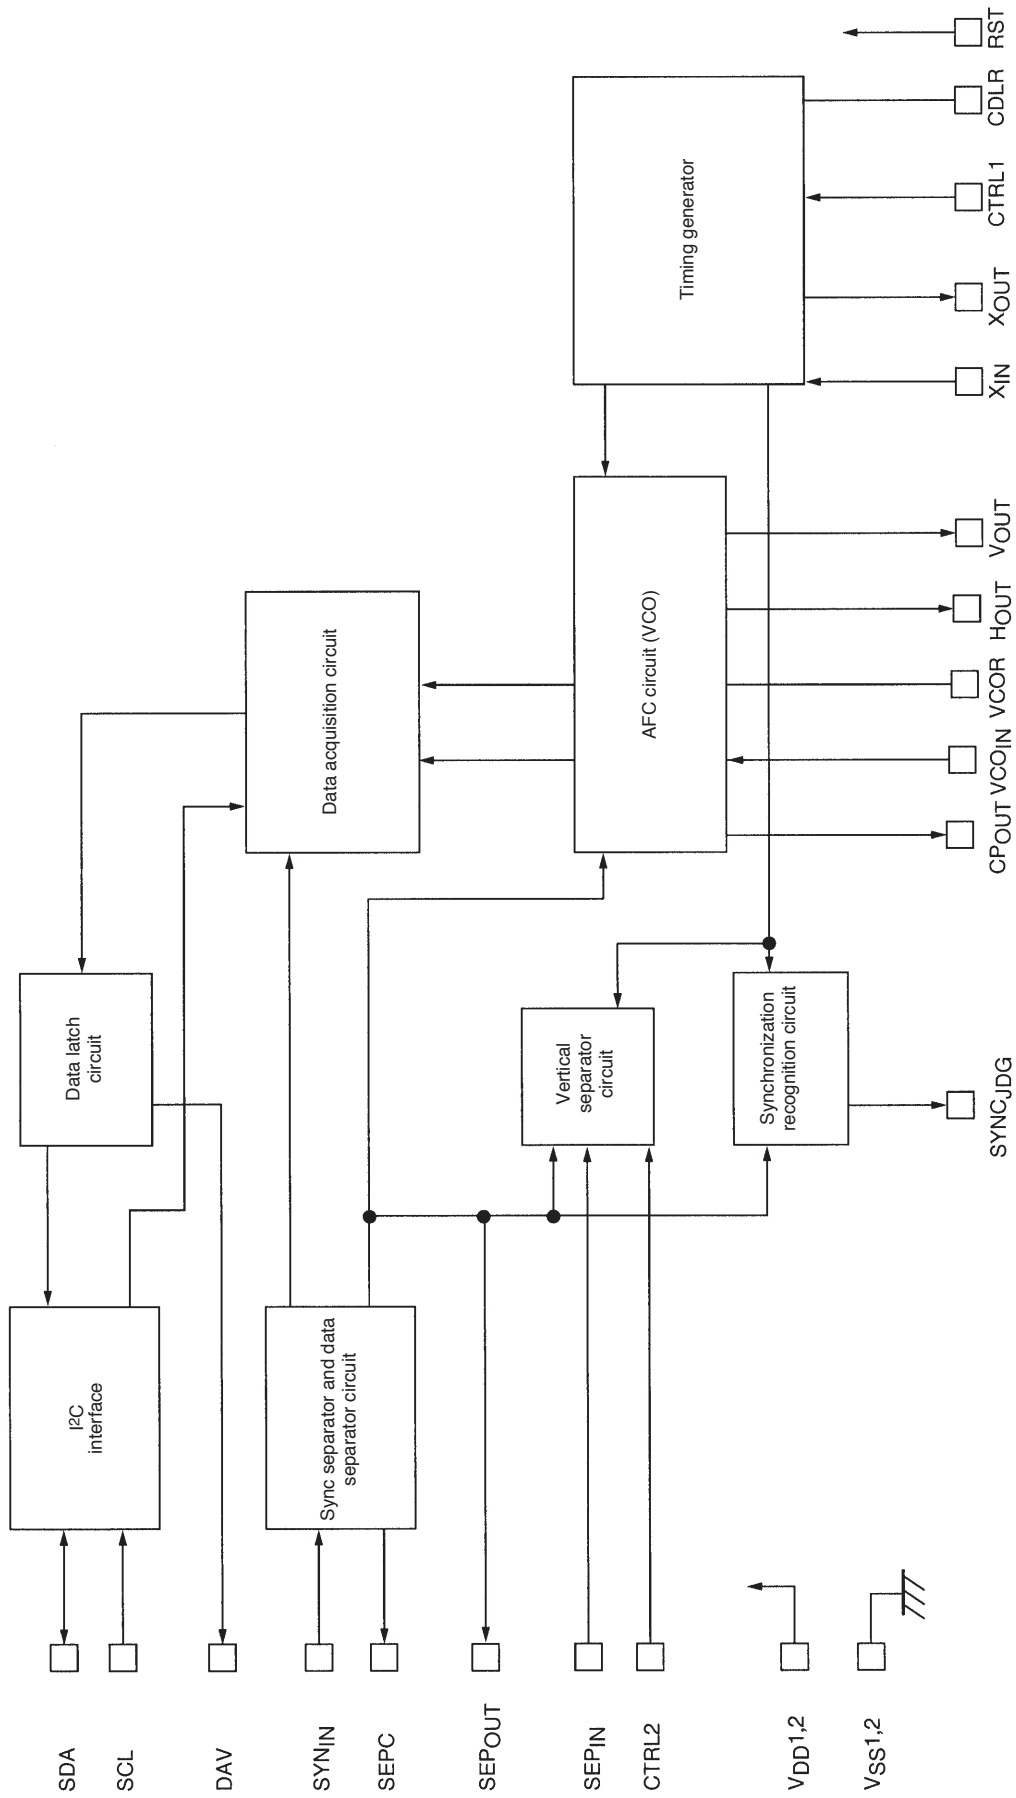 I²C
interface
Data latch
circuit
Data acquisition circuit
Sync separator and data
separator circuit
Vertical
separator
circuit
AFC circuit (VCO)
Timing generator
Synchronization
recognition circuit
SDA
SCL
DAV
SYNIN
SEPC
SEPOUT
SEPIN
CTRL2
VDD1,2
VSS1,2
SYNCJDG
CPOUT
VCOIN
VCOR
HOUT
VOUT
XIN
XOUT
CTRL1
CDLR
RST